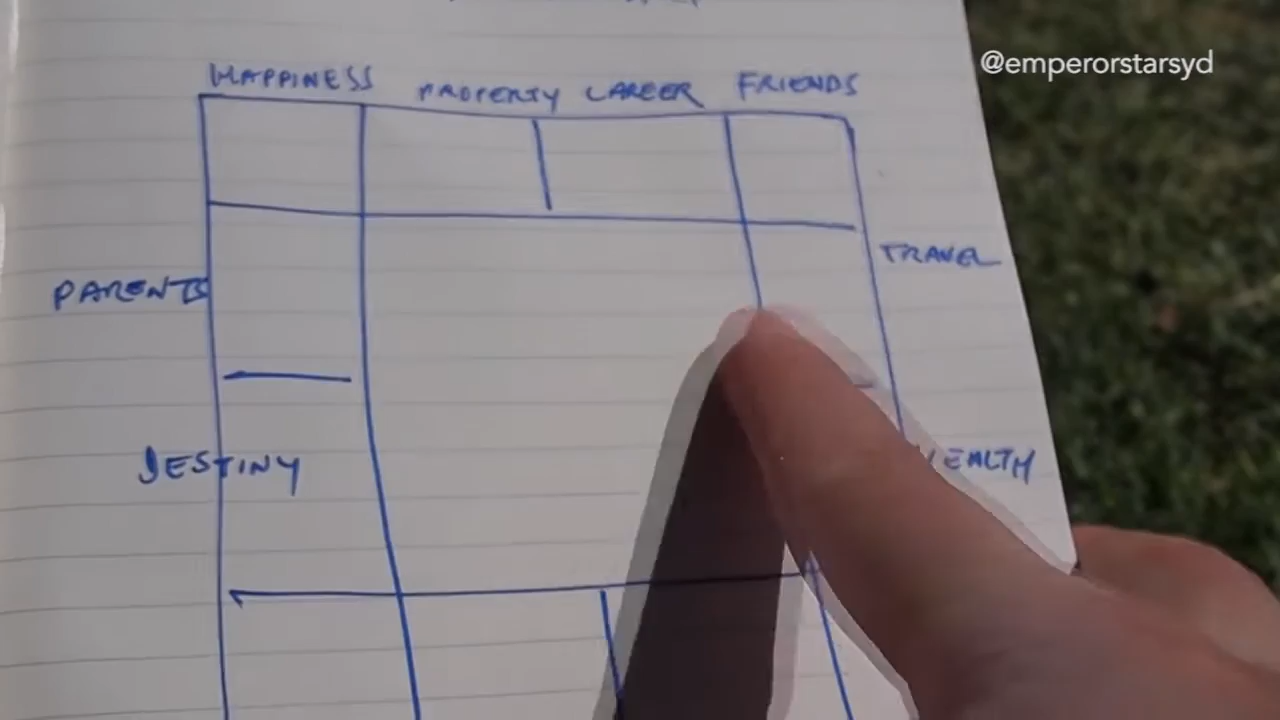 @emperorstarsyd
HAPPINESS PROPERTY CAREER FRIENDS
TRAVEL
PARENTS
DESTINY